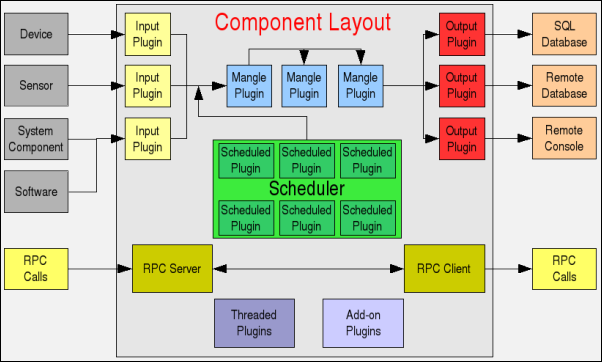 Component Layout
Device
Input
Plugin
Output
Plugin
SQL
Database
Sensor
Input
Plugin
Mangle
Plugin
Mangle
Plugin
Mangle
Plugin
Output
Plugin
Remote
Database
System
Component
Input
Plugin
Output
Plugin
Remote
Console
Software
Scheduled
Plugin
Scheduled
Plugin
Scheduled
Plugin
Scheduler
Scheduled
Plugin
Scheduled
Plugin
Scheduled
Plugin
RPC
Calls
RPC Server
RPC Client
RPC
Calls
Threaded
Plugins
Add-on
Plugins